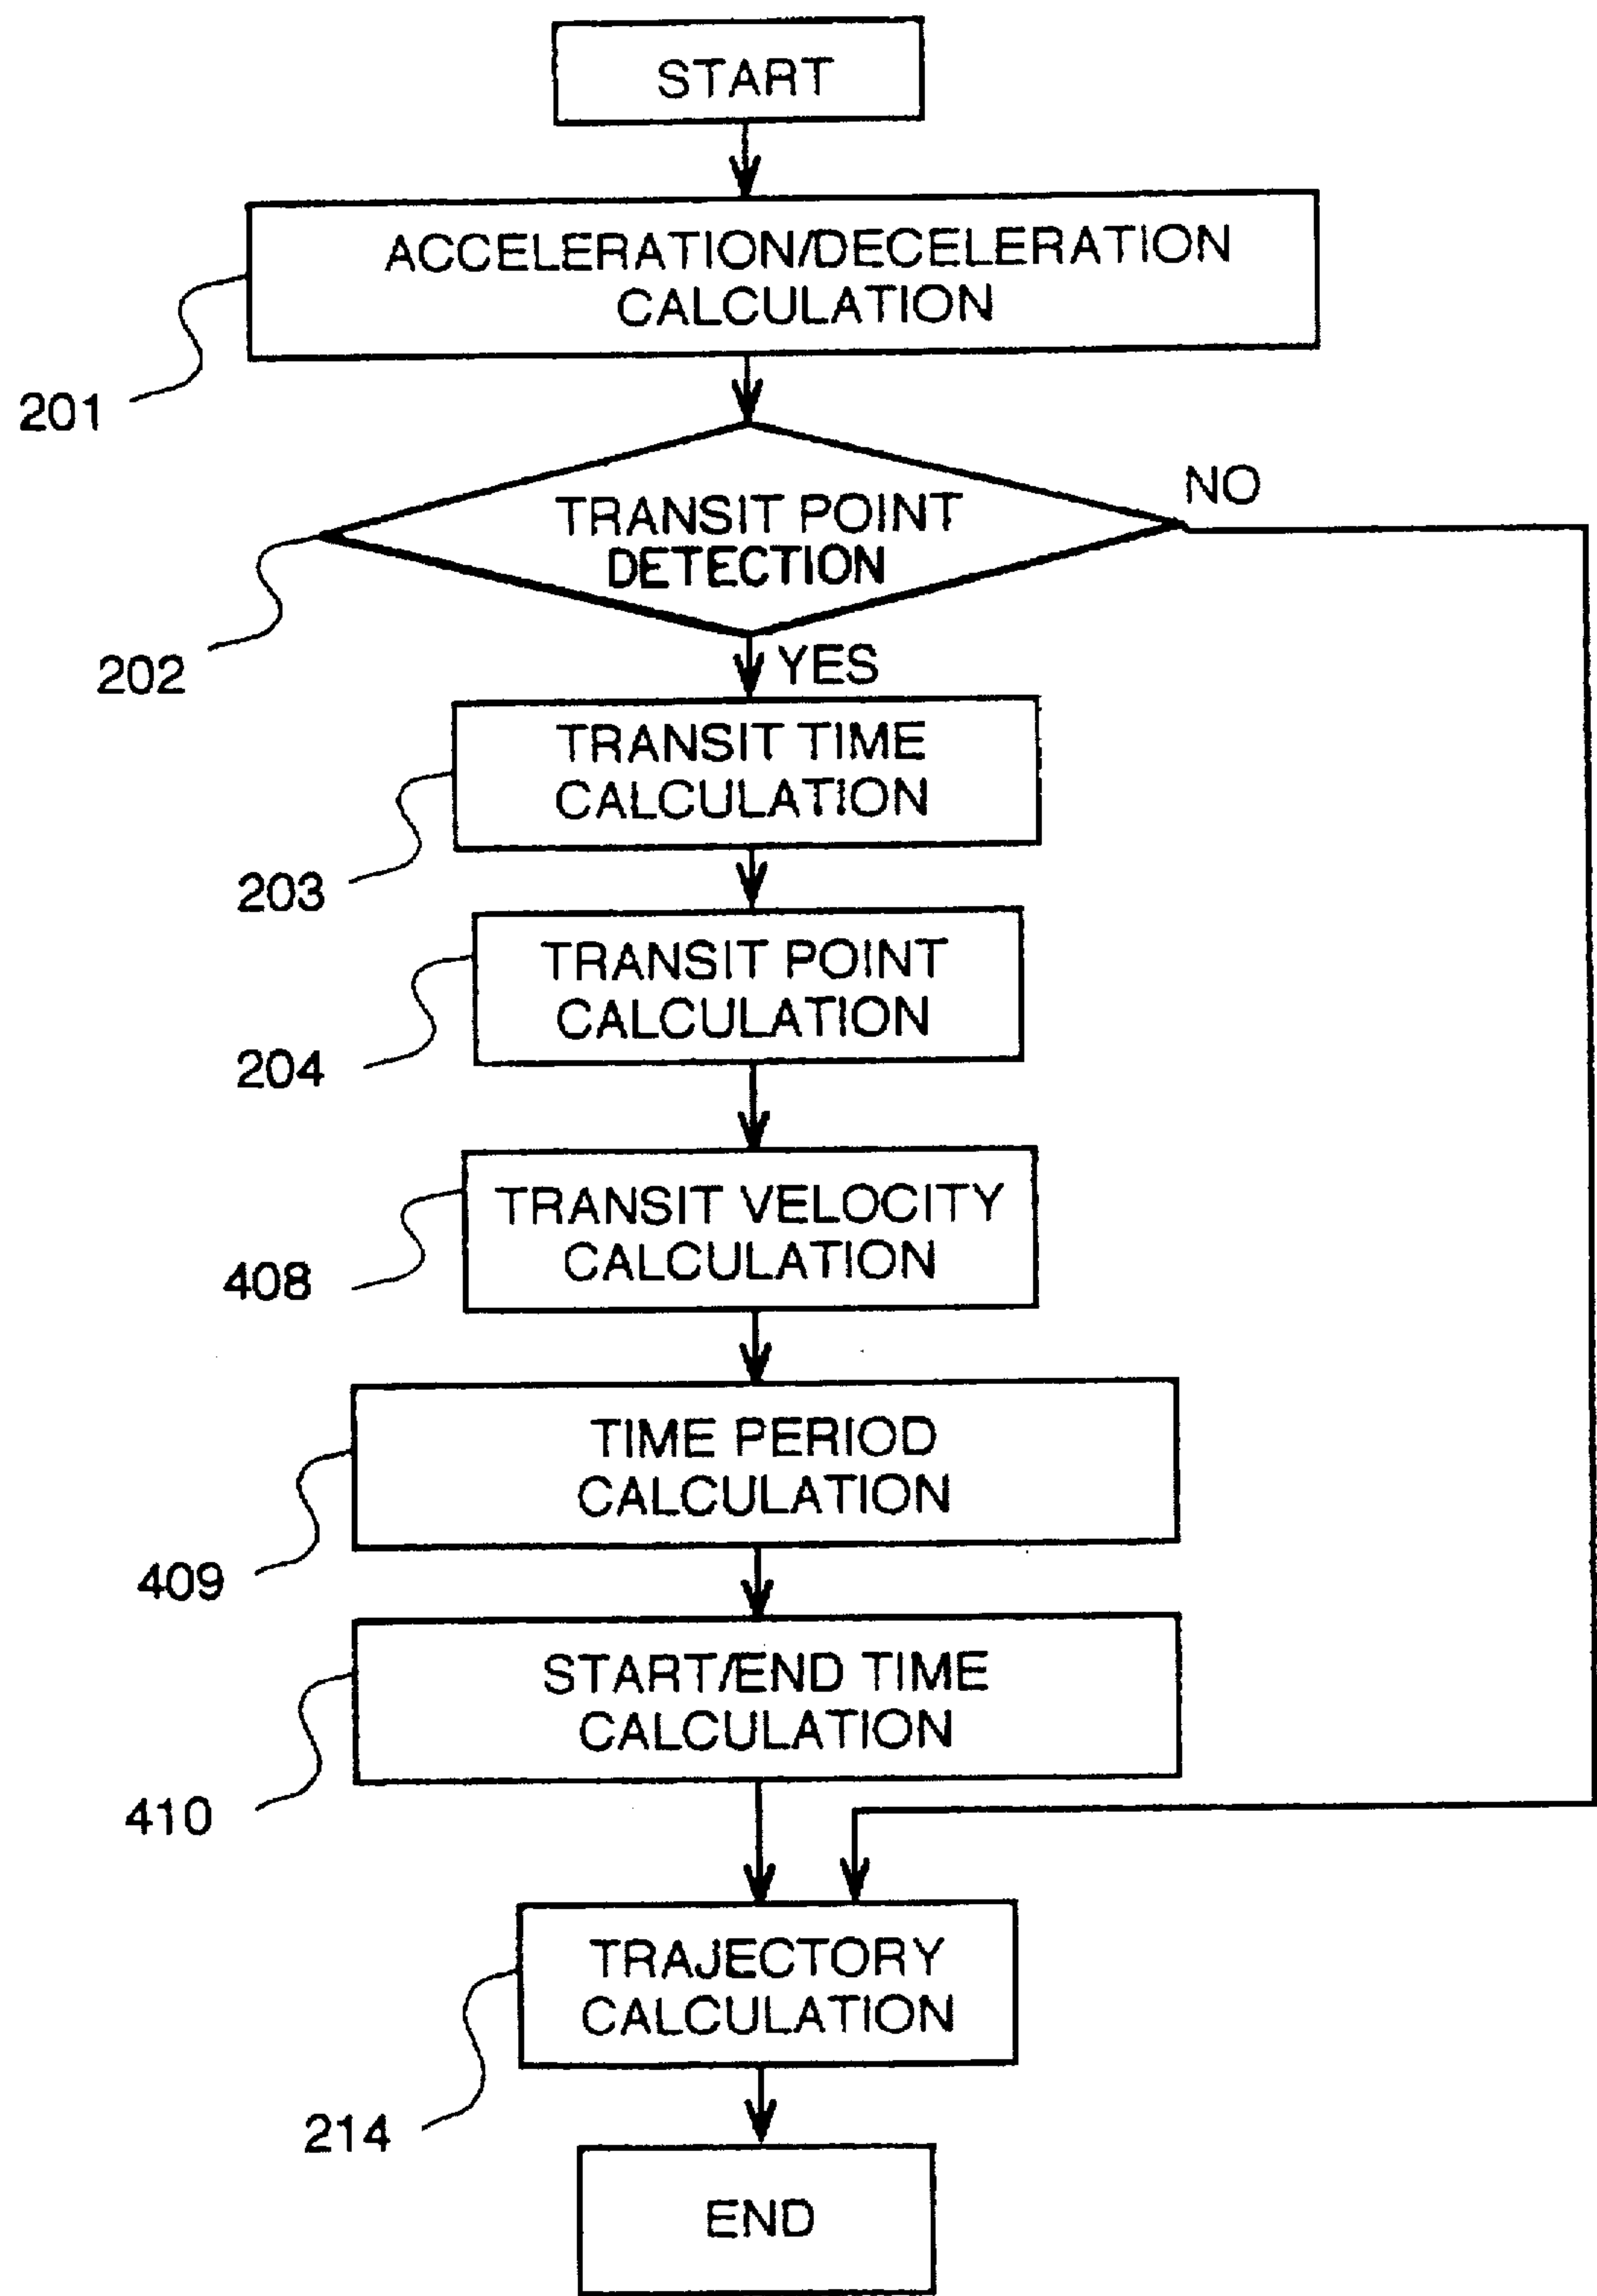 START
ACCELERATION/DECELERATION
CALCULATION
201
NO
TRANSIT POINT
DETECTION
202
YES
TRANSIT TIME
CALCULATION
203
TRANSIT POINT
CALCULATION
204
TRANSIT VELOCITY
CALCULATION
408
TIME PERIOD
CALCULATION
409
START/END TIME
CALCULATION
410
TRAJECTORY
CALCULATION
214
END